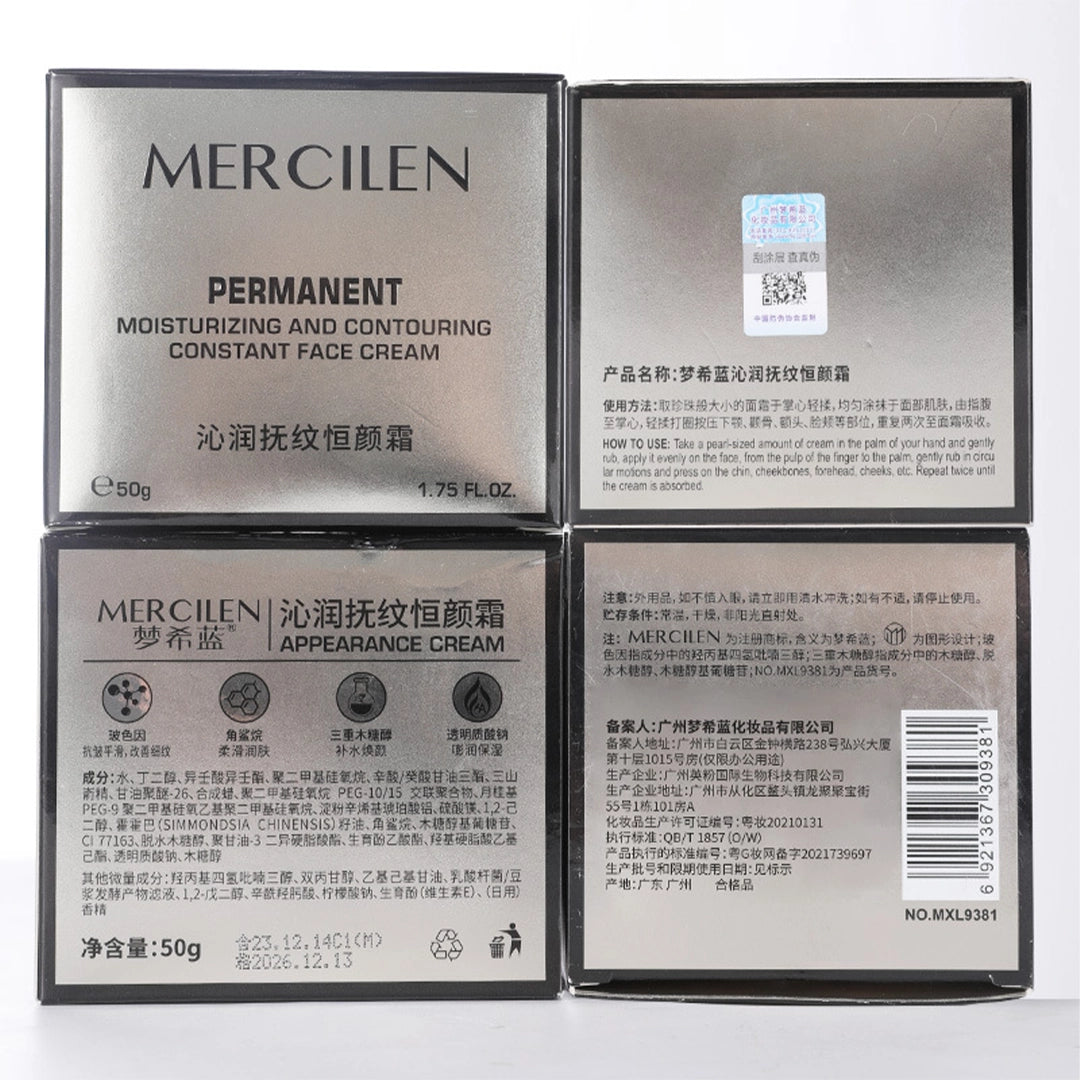 MERCILEN
PERMANENT
MOISTURIZING AND CONTOURING
CONSTANT FACE CREAM
沁润抚纹恒颜霜
℮50g
1.75 FL.OZ.
广州梦希蓝
化妆品有限公司
刮涂层 查真伪
产品名称:梦希蓝沁润抚纹恒颜霜
使用方法:取珍珠般大小的面霜于掌心轻揉,均匀涂抹于面部肌肤,由指腹
至掌心,轻揉打圈按压下颚、颧骨、额头、脸颊等部位,重复两次至面霜吸收。
HOW TO USE: Take a pearl-sized amount of cream in the palm of your hand and gently
rub, apply it evenly on the face, from the pulp of the finger to the palm, gently rub in circu
lar motions and press on the chin, cheekbones, forehead, cheeks, etc. Repeat twice until
the cream is absorbed.
MERCILEN
梦希蓝®
沁润抚纹恒颜霜
APPEARANCE CREAM
玻色因
抗皱平滑,改善细纹
角鲨烷
柔滑润肤
三重木糖醇
补水焕颜
透明质酸钠
嘭润保湿
成分:水、丁二醇、异壬酸异壬酯、聚二甲基硅氧烷、辛酸/癸酸甘油三酯、三山
嵛精、甘油聚醚-26、合成蜡、聚二甲基硅氧烷 PEG-10/15 交联聚合物、月桂基
PEG-9 聚二甲基硅氧乙基聚二甲基硅氧烷、淀粉辛烯基琥珀酸铝、硫酸镁、1,2-己
二醇、霍霍巴(SIMMONDSIA CHINENSIS)籽油、角鲨烷、木糖醇基葡糖苷、
CI 77163、脱水木糖醇、聚甘油-3 二异硬脂酸酯、生育酚乙酸酯、羟基硬脂酸乙基
己酯、透明质酸钠、木糖醇
其他微量成分:羟丙基四氢吡喃三醇、双丙甘醇、乙基己基甘油、乳酸杆菌/豆
浆发酵产物滤液、1,2-戊二醇、辛酰羟肟酸、柠檬酸钠、生育酚(维生素E)、(日用)
香精
净含量:50g
合23.12.14C1(M)
格2026.12.13
注意:外用品,如不慎入眼,请立即用清水冲洗;如有不适,请停止使用。
贮存条件:常温,干燥,非阳光直射处。
注: MERCILEN 为注册商标,含义为梦希蓝; 为图形设计;玻
色因指成分中的羟丙基四氢吡喃三醇;三重木糖醇指成分中的木糖醇、脱
水木糖醇、木糖醇基葡糖苷;NO.MXL9381为产品货号。
备案人:广州梦希蓝化妆品有限公司
备案人地址:广州市白云区金钟横路238号弘兴大厦
第十层1015号房(仅限办公用途)
生产企业:广州英粉国际生物科技有限公司
生产企业地址:广州市从化区鳌头镇龙聚聚宝街
55号1栋101房A
化妆品生产许可证编号:粤妆20210131
执行标准:QB/T 1857 (O/W)
产品执行的标准编号:粤G妆网备字2021739697
生产批号和限期使用日期:见标示
产地:广东 广州 合格品
6921367309381
NO.MXL9381